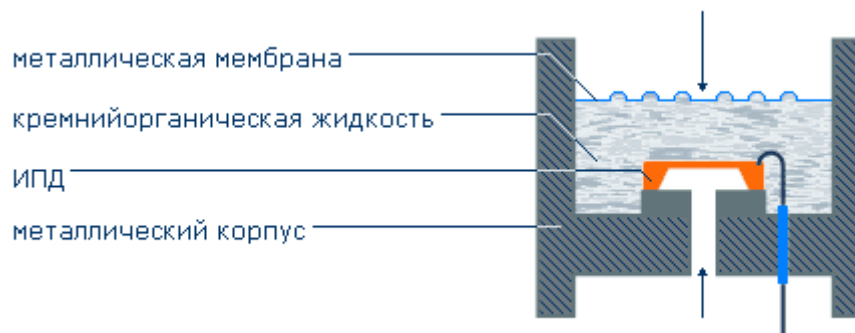 металлическая мембрана
кремнийорганическая жидкость
ИПД
металлический корпус